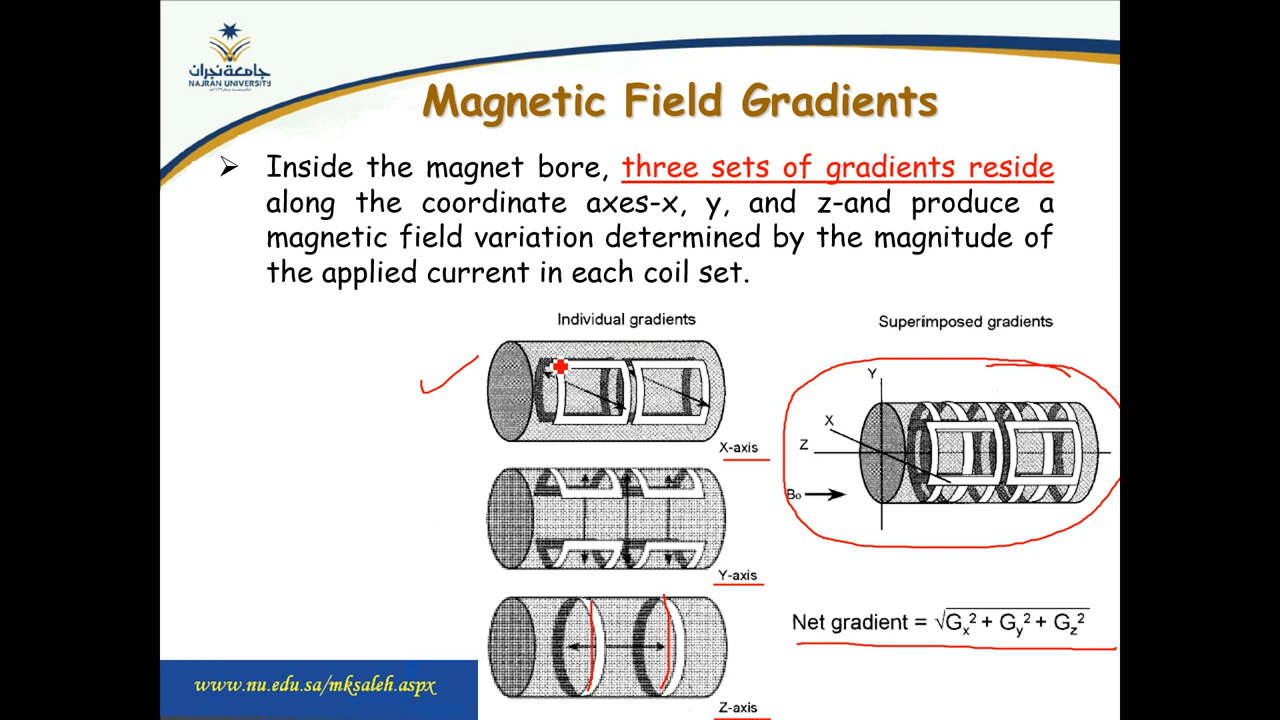 جامعة نجران
NAJRAN UNIVERSITY
Magnetic Field Gradients
Inside the magnet bore, three sets of gradients reside
along the coordinate axes-x, y, and z-and produce a
magnetic field variation determined by the magnitude of
the applied current in each coil set.
Individual gradients
X-axis
Y-axis
Z-axis
Superimposed gradients
Y
X
Z
B₀
Net gradient = √Gx² + Gy² + Gz²
www.nu.edu.sa/mksaleh.aspx